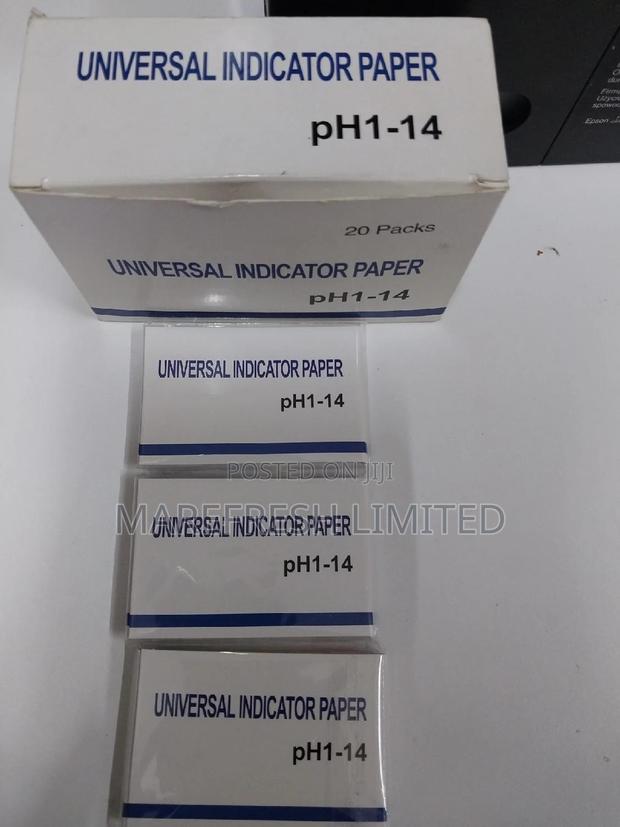 UNIVERSAL INDICATOR PAPER
pH1-14
20 Packs
UNIVERSAL INDICATOR PAPER
pH1-14
UNIVERSAL INDICATOR PAPER
pH1-14
POSTED ON JIJI
MAREFRESH LIMITED
UNIVERSAL INDICATOR PAPER
pH1-14
UNIVERSAL INDICATOR PAPER
pH1-14
Epson